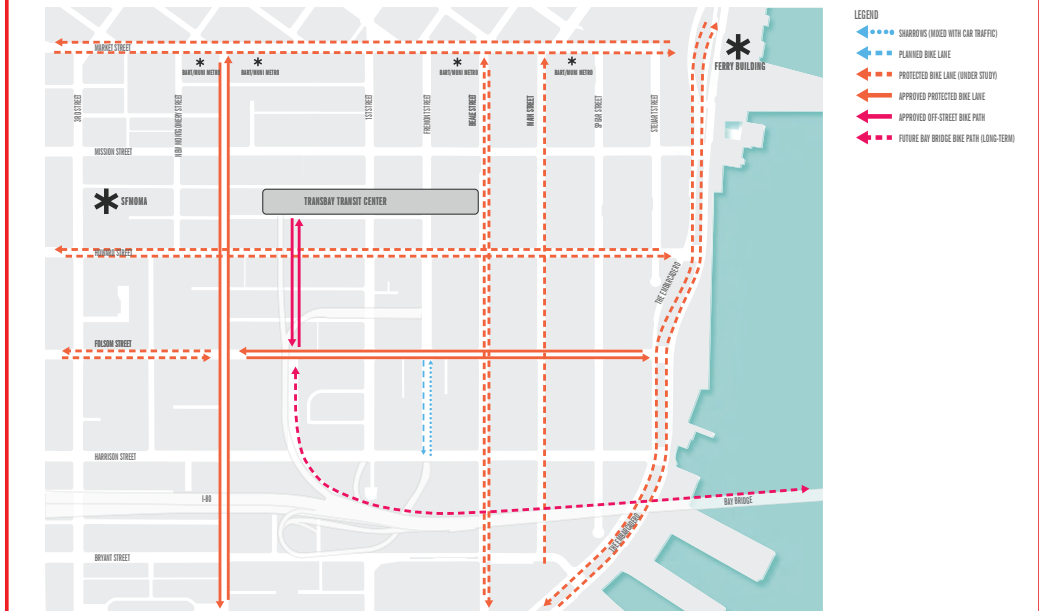 LEGEND
SHARROWS (MIXED WITH CAR TRAFFIC)
PLANNED BIKE LANE
PROTECTED BIKE LANE (UNDER STUDY)
APPROVED PROTECTED BIKE LANE
APPROVED OFF-STREET BIKE PATH
FUTURE BAY BRIDGE BIKE PATH (LONG-TERM)
MARKET STREET
FERRY BUILDING
BART/MUNI METRO
BART/MUNI METRO
BART/MUNI METRO
BART/MUNI METRO
3RD STREET
NEW MONTGOMERY STREET
1ST STREET
FREMONT STREET
BEALE STREET
MAIN STREET
SPEAR STREET
STEUART STREET
MISSION STREET
SFMOMA
TRANSBAY TRANSIT CENTER
HOWARD STREET
THE EMBARCADERO
FOLSOM STREET
HARRISON STREET
I-80
BAY BRIDGE
THE EMBARCADERO
BRYANT STREET